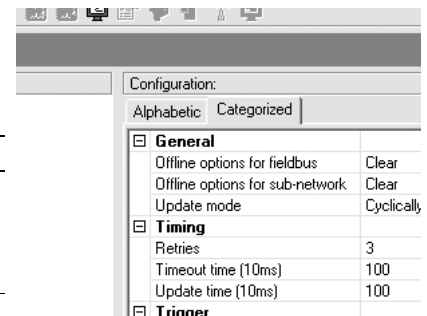 Configuration:
Alphabetic Categorized
General
Offline options for fieldbus Clear
Offline options for sub-network Clear
Update mode Cyclically
Timing
Retries 3
Timeout time (10ms) 100
Update time (10ms) 100
Trigger